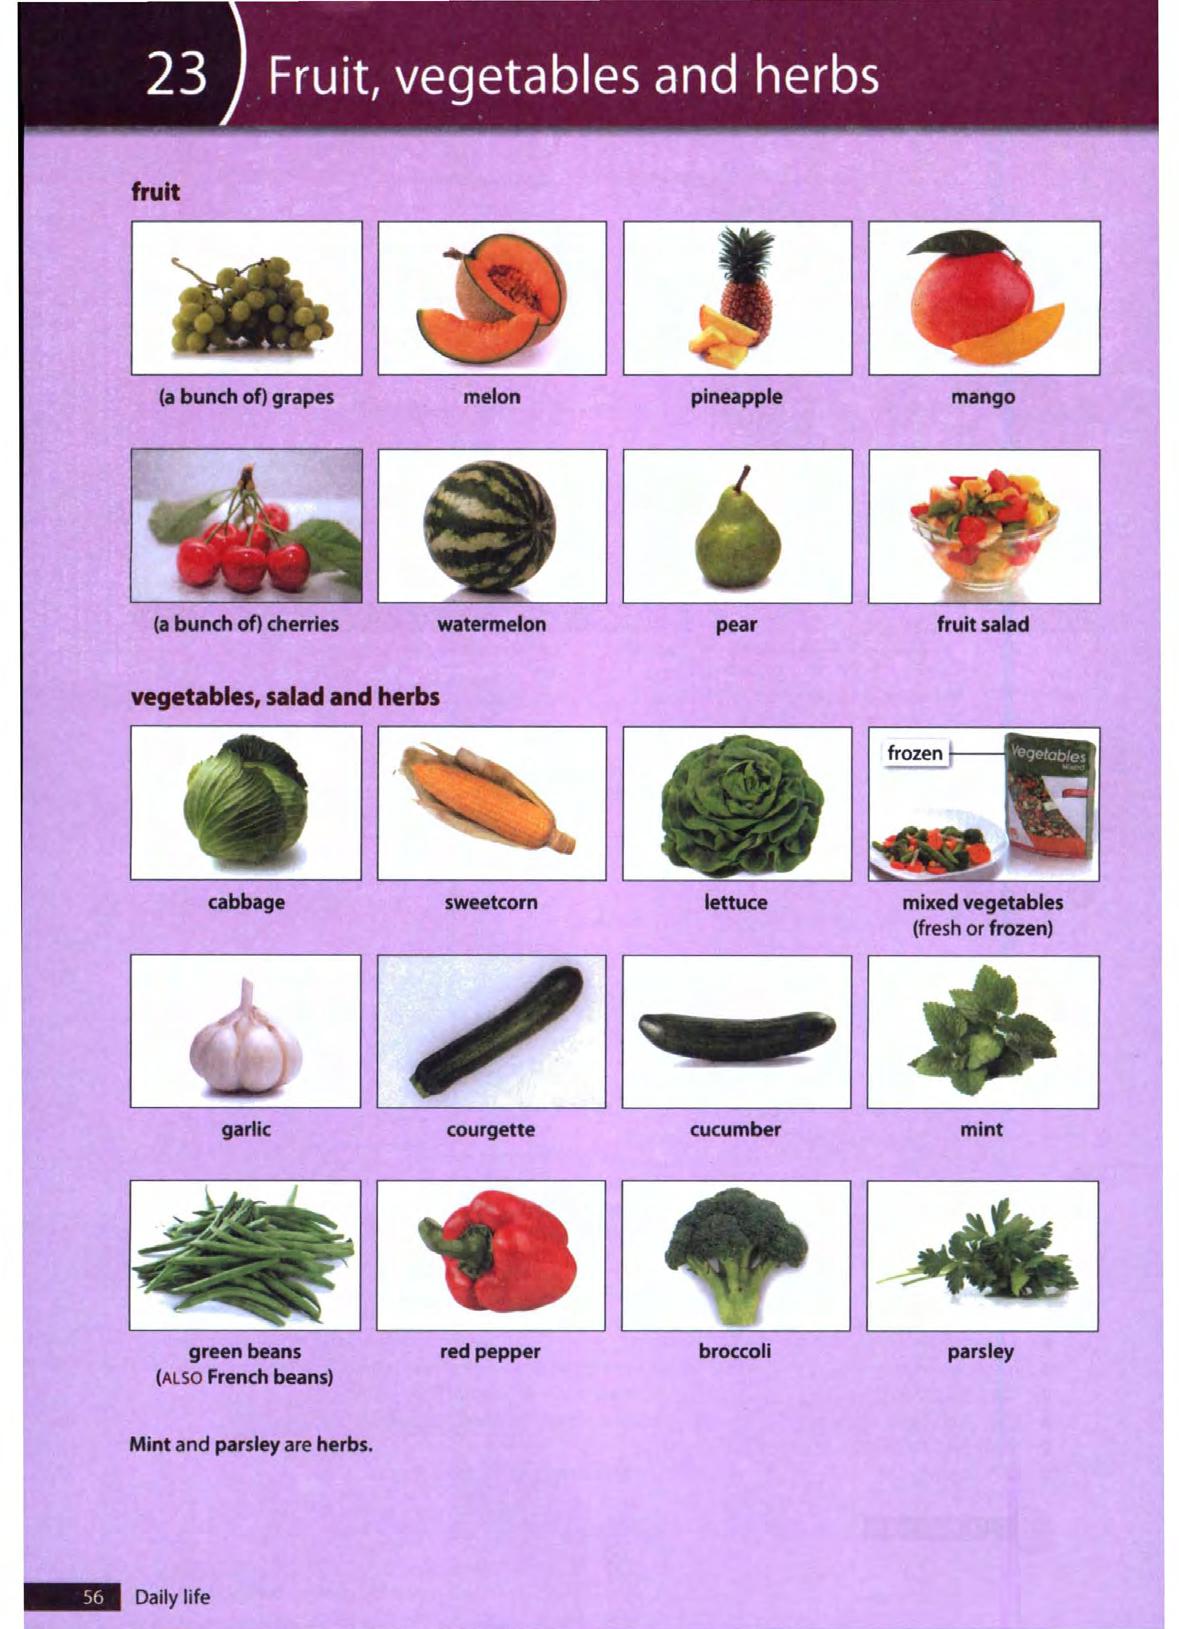 23 Fruit, vegetables and herbs
fruit
(a bunch of) grapes
melon
pineapple
mango
(a bunch of) cherries
watermelon
pear
fruit salad
vegetables, salad and herbs
frozen
Vegetables
Mixed
cabbage
sweetcorn
lettuce
mixed vegetables
(fresh or frozen)
garlic
courgette
cucumber
mint
green beans
(ALSO French beans)
red pepper
broccoli
parsley
Mint and parsley are herbs.
56 Daily life